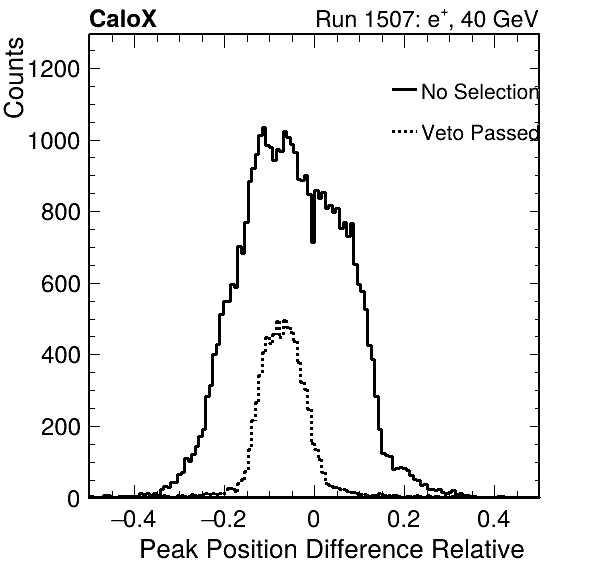 CaloX Run 1507: e⁺, 40 GeV
Counts
1200
1000
800
600
400
200
0
No Selection
Veto Passed
−0.4 −0.2 0 0.2 0.4
Peak Position Difference Relative